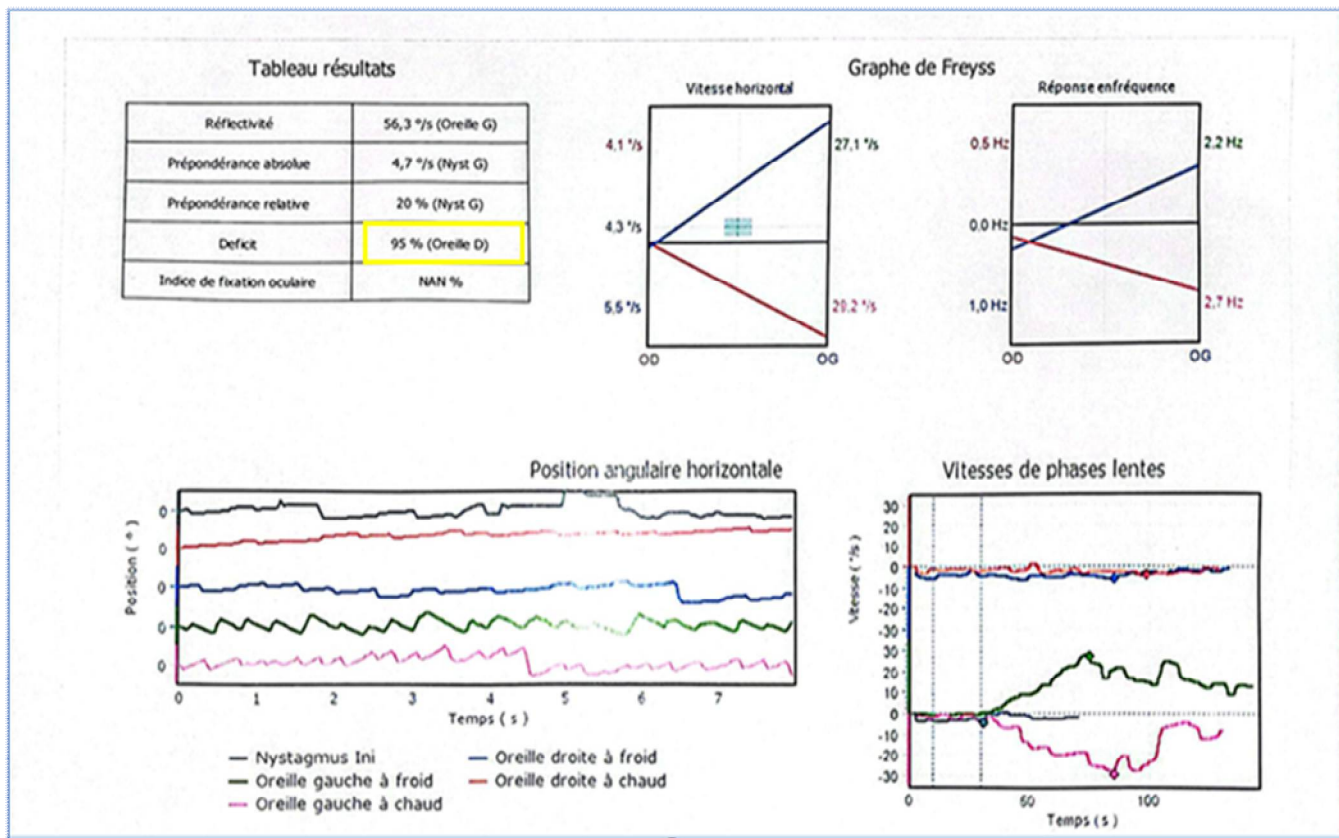 Tableau résultats
Réflectivité 56,3 °/s (Oreille G)
Prépondérance absolue 4,7 °/s (Nyst G)
Prépondérance relative 20 % (Nyst G)
Deficit 95 % (Oreille D)
Indice de fixation oculaire NAN %
Graphe de Freyss
Vitesse horizontal
4.1 °/s 27.1 °/s
4.3 °/s
5,5 °/s 29.2 °/s
OD OG
Réponse enfréquence
0.5 Hz 2.2 Hz
0.0 Hz
1,0 Hz 2.7 Hz
OD OG
Position angulaire horizontale
Position ( ° )
0
0
0
0
0
0 1 2 3 4 5 6 7
Temps ( s )
Nystagmus Ini
Oreille droite à froid
Oreille gauche à froid
Oreille droite à chaud
Oreille gauche à chaud
Vitesses de phases lentes
Vitesse ( °/s )
30
20
10
0
-10
-20
-30
30
20
10
0
-10
-20
-30
0 50 100
Temps ( s )